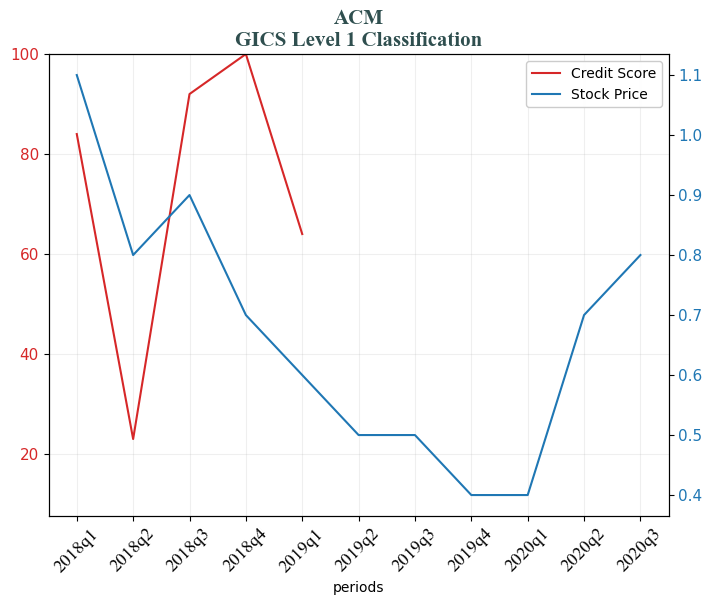 ACM
GICS Level 1 Classification
Credit Score
Stock Price
100
80
60
40
20
1.1
1.0
0.9
0.8
0.7
0.6
0.5
0.4
2018q1
2018q2
2018q3
2018q4
2019q1
2019q2
2019q3
2019q4
2020q1
2020q2
2020q3
periods